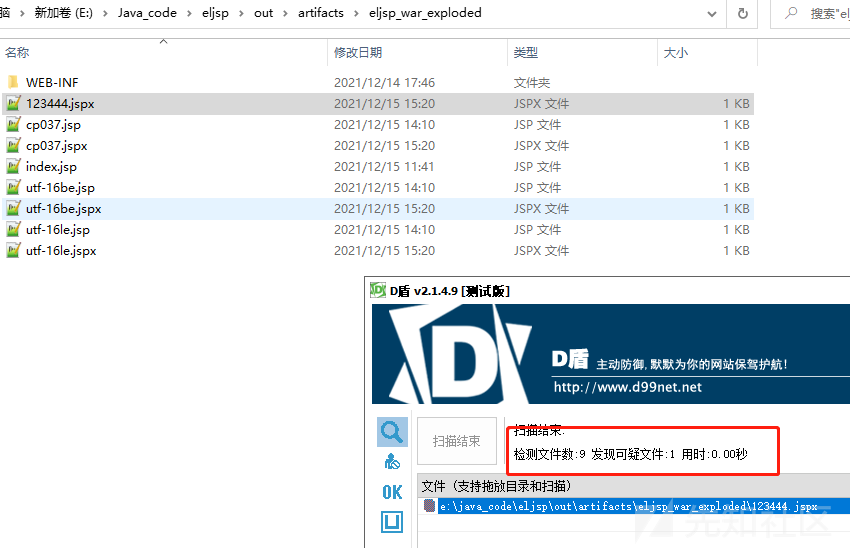 脑 › 新加卷 (E:) › Java_code › eljsp › out › artifacts › eljsp_war_exploded
搜索"el
名称 修改日期 类型 大小
WEB-INF 2021/12/14 17:46 文件夹
123444.jspx 2021/12/15 15:20 JSPX 文件 1 KB
cp037.jsp 2021/12/15 14:10 JSP 文件 1 KB
cp037.jspx 2021/12/15 15:20 JSPX 文件 1 KB
index.jsp 2021/12/15 11:41 JSP 文件 1 KB
utf-16be.jsp 2021/12/15 14:10 JSP 文件 1 KB
utf-16be.jspx 2021/12/15 15:20 JSPX 文件 1 KB
utf-16le.jsp 2021/12/15 14:10 JSP 文件 1 KB
utf-16le.jspx 2021/12/15 15:20 JSPX 文件 1 KB
D盾 v2.1.4.9 [测试版]
D盾 主动防御,默默为你的网站保驾护航!
http://www.d99net.net
扫描结束
扫描结束.
检测文件数:9 发现可疑文件:1 用时:0.00秒
OK
文件 (支持拖放目录和扫描)
e:\java_code\eljsp\out\artifacts\eljsp_war_exploded\123444.jspx
先知社区